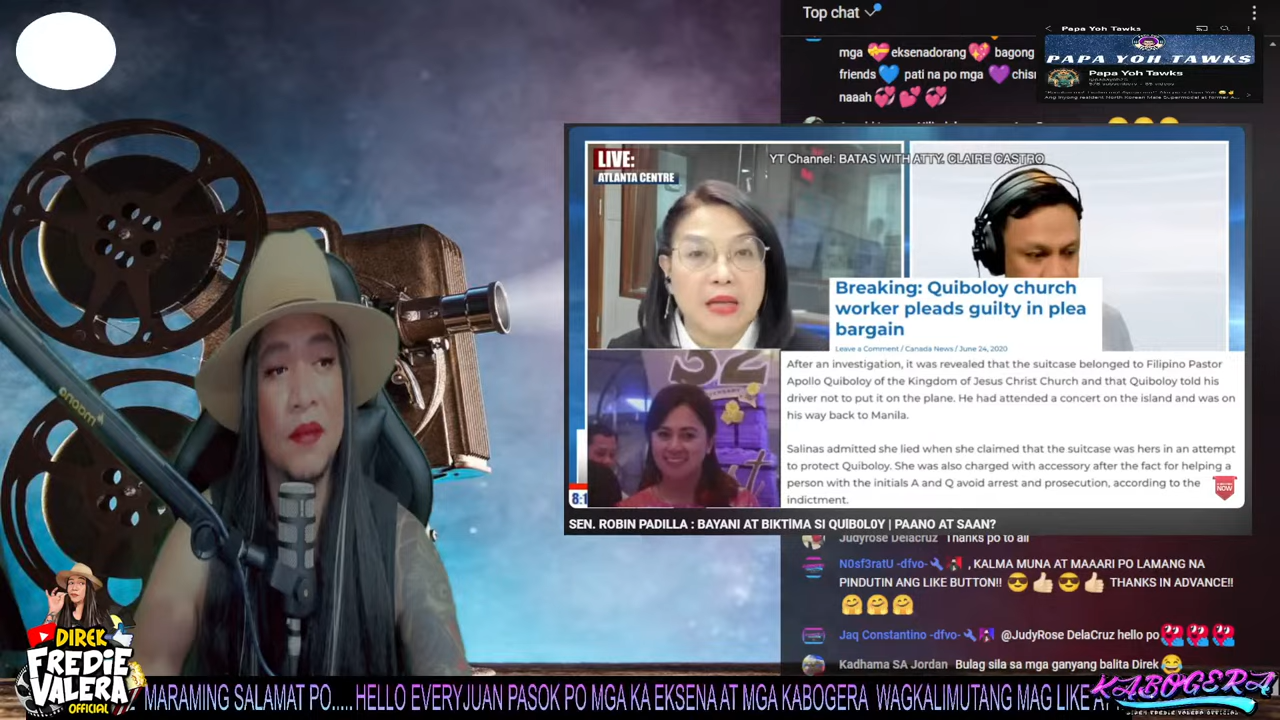 Top chat
mga 💝 eksenadorang 💖 bagong
friends 💙 pati na po mga 💜 chism
naaah 💞 💕 💞
Papa Yoh Tawks
PAPA YOH TAWKS
Papa Yoh Tawks
LIVE:
ATLANTA CENTRE
YT Channel: BATAS WITH ATTY. CLAIRE CASTRO
Breaking: Quiboloy church
worker pleads guilty in plea
bargain
Leave a Comment / Canada News / June 24, 2020
After an investigation, it was revealed that the suitcase belonged to Filipino Pastor
Apollo Quiboloy of the Kingdom of Jesus Christ Church and that Quiboloy told his
driver not to put it on the plane. He had attended a concert on the island and was on
his way back to Manila.
Salinas admitted she lied when she claimed that the suitcase was hers in an attempt
to protect Quiboloy. She was also charged with accessory after the fact for helping a
person with the initials A and Q avoid arrest and prosecution, according to the
indictment.
32
8:1
NOW
SEN. ROBIN PADILLA : BAYANI AT BIKTIMA SI QUIB0L0Y | PAANO AT SAAN?
Judyrose Delacruz Thanks po to all
N0sf3ratU -dfvo- , KALMA MUNA AT MAAARI PO LAMANG NA
PINDUTIN ANG LIKE BUTTON!! 😎 👍🏻 😎 👍🏻 THANKS IN ADVANCE!!
🤗 🤗 🤗
Jaq Constantino -dfvo- @JudyRose DelaCruz hello po
Kadhama SA Jordan Bulag sila sa mga ganyang balita Direk 😂
maono
DIREK
FREDIE
VALERA
OFFICIAL
MARAMING SALAMAT PO.... HELLO EVERYJUAN PASOK PO MGA KA EKSENA AT MGA KABOGERA WAGKALIMUTANG MAG LIKE AT
KABOGERA
DIREK FREDIE VALERA OFFICIAL